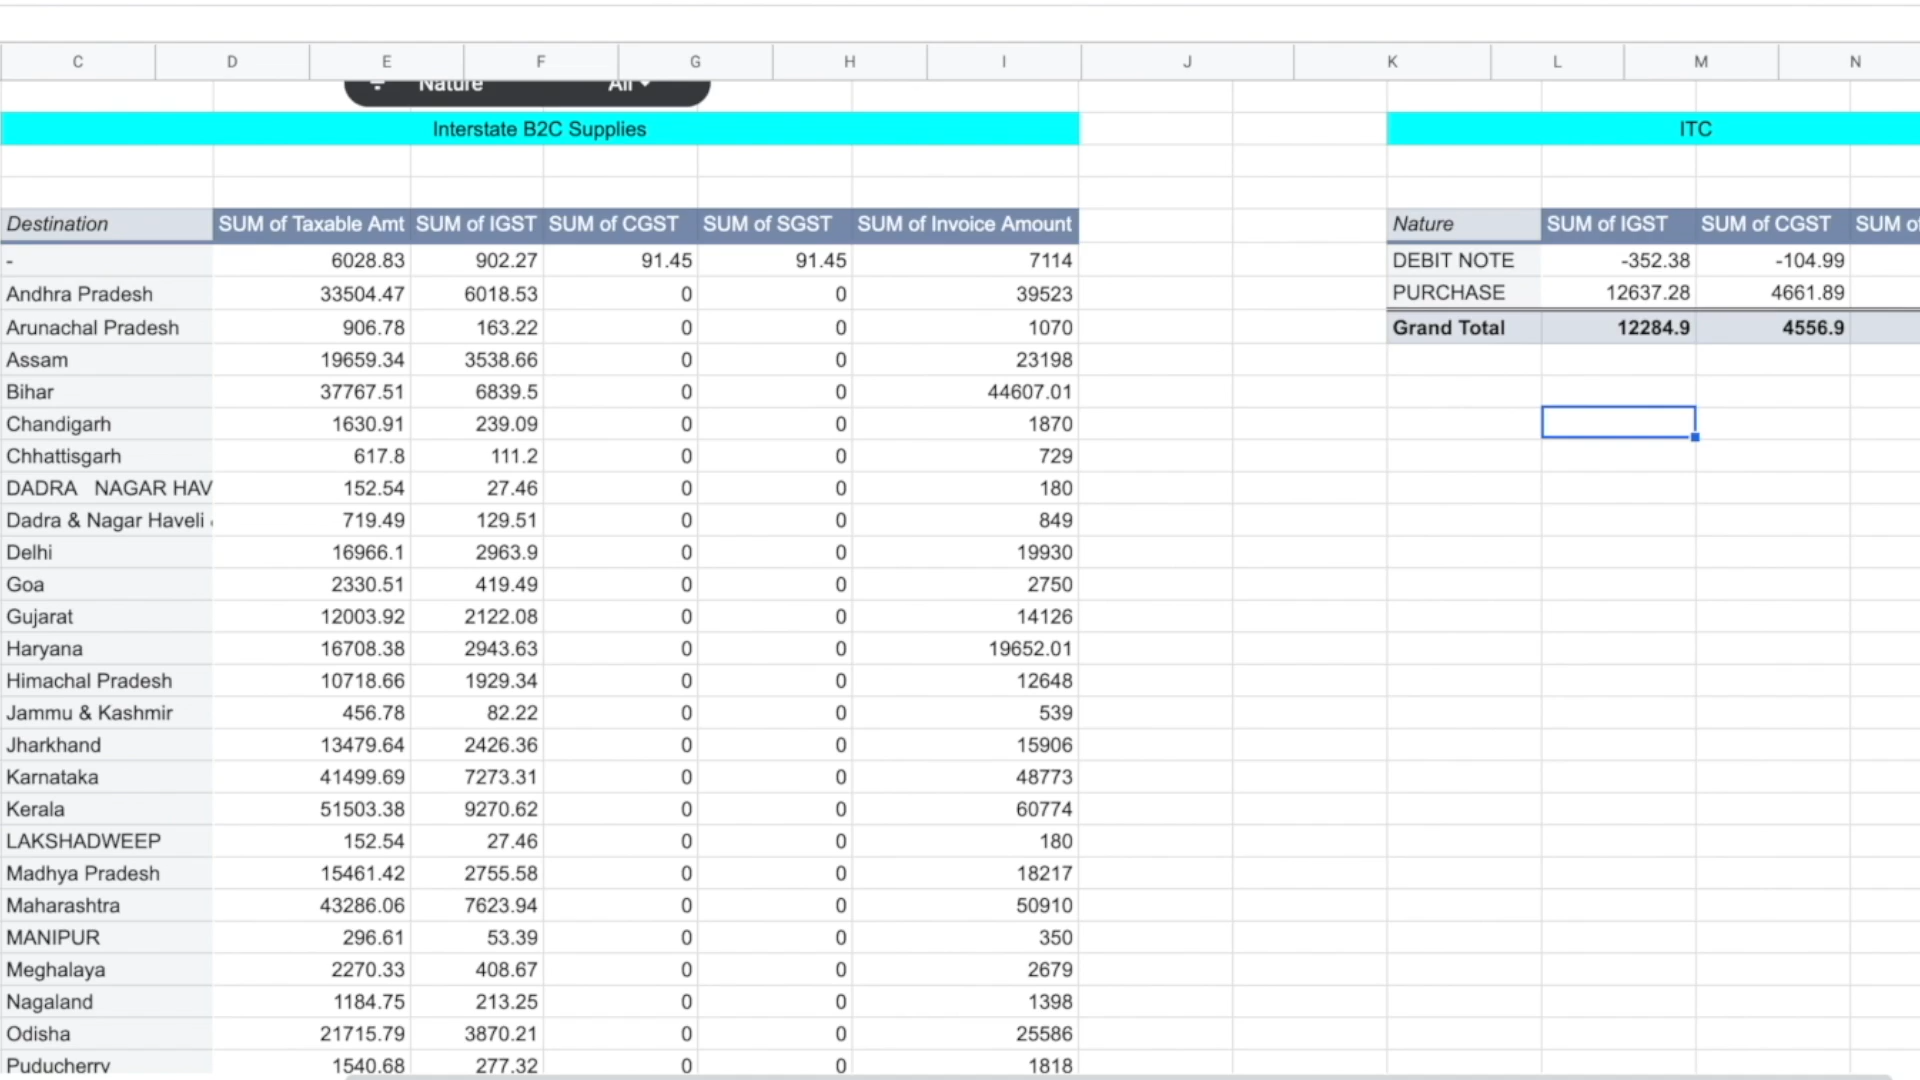 C D E F G H I J K L M N
Nature All
Interstate B2C Supplies ITC
Destination SUM of Taxable Amt SUM of IGST SUM of CGST SUM of SGST SUM of Invoice Amount Nature SUM of IGST SUM of CGST SUM
- 6028.83 902.27 91.45 91.45 7114 DEBIT NOTE -352.38 -104.99
Andhra Pradesh 33504.47 6018.53 0 0 39523 PURCHASE 12637.28 4661.89
Arunachal Pradesh 906.78 163.22 0 0 1070 Grand Total 12284.9 4556.9
Assam 19659.34 3538.66 0 0 23198
Bihar 37767.51 6839.5 0 0 44607.01
Chandigarh 1630.91 239.09 0 0 1870
Chhattisgarh 617.8 111.2 0 0 729
DADRA NAGAR HAV 152.54 27.46 0 0 180
Dadra & Nagar Haveli 719.49 129.51 0 0 849
Delhi 16966.1 2963.9 0 0 19930
Goa 2330.51 419.49 0 0 2750
Gujarat 12003.92 2122.08 0 0 14126
Haryana 16708.38 2943.63 0 0 19652.01
Himachal Pradesh 10718.66 1929.34 0 0 12648
Jammu & Kashmir 456.78 82.22 0 0 539
Jharkhand 13479.64 2426.36 0 0 15906
Karnataka 41499.69 7273.31 0 0 48773
Kerala 51503.38 9270.62 0 0 60774
LAKSHADWEEP 152.54 27.46 0 0 180
Madhya Pradesh 15461.42 2755.58 0 0 18217
Maharashtra 43286.06 7623.94 0 0 50910
MANIPUR 296.61 53.39 0 0 350
Meghalaya 2270.33 408.67 0 0 2679
Nagaland 1184.75 213.25 0 0 1398
Odisha 21715.79 3870.21 0 0 25586
Puducherry 1540.68 277.32 0 0 1818